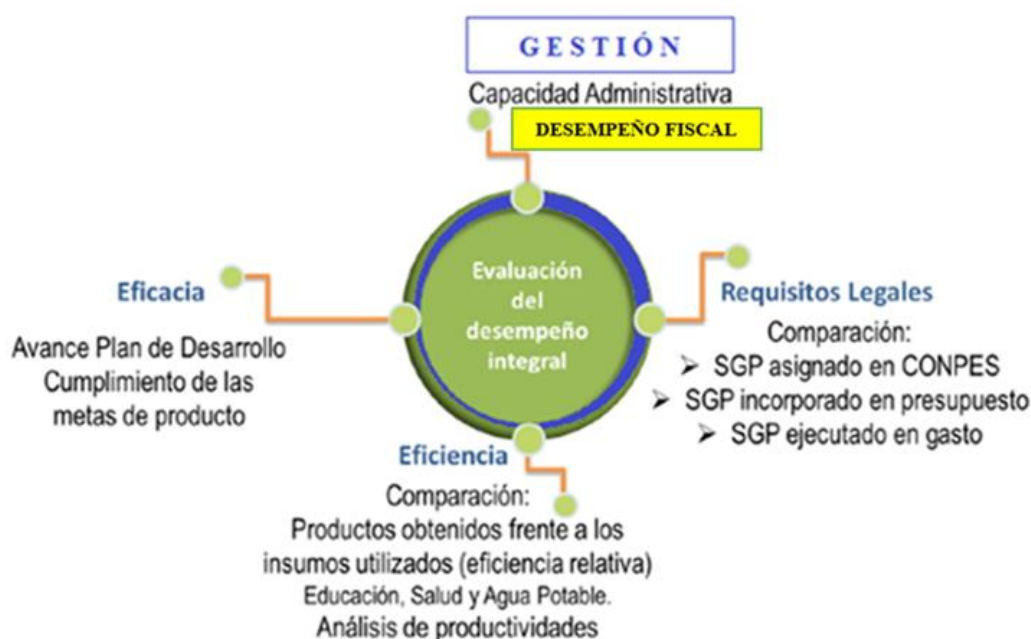 GESTIÓN
Capacidad Administrativa
DESEMPEÑO FISCAL
Evaluación
del
desempeño
integral
Eficacia
Avance Plan de Desarrollo
Cumplimiento de las
metas de producto
Requisitos Legales
Comparación:
➢ SGP asignado en CONPES
➢ SGP incorporado en presupuesto
➢ SGP ejecutado en gasto
Eficiencia
Comparación:
Productos obtenidos frente a los
insumos utilizados (eficiencia relativa)
Educación, Salud y Agua Potable.
Análisis de productividades